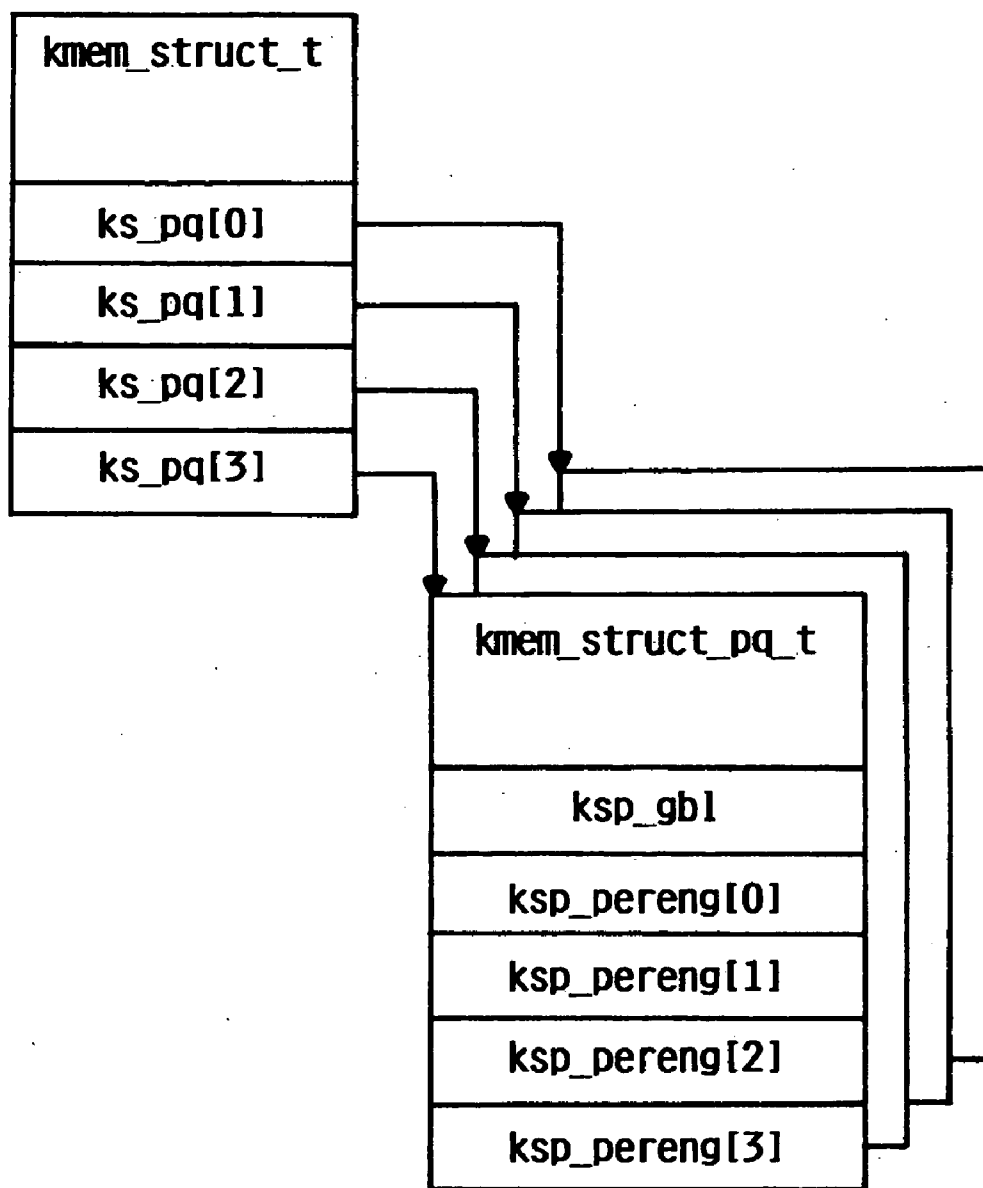 kmem_struct_t
ks_pq[0]
ks_pq[1]
ks_pq[2]
ks_pq[3]
kmem_struct_pq_t
ksp_gbl
ksp_pereng[0]
ksp_pereng[1]
ksp_pereng[2]
ksp_pereng[3]